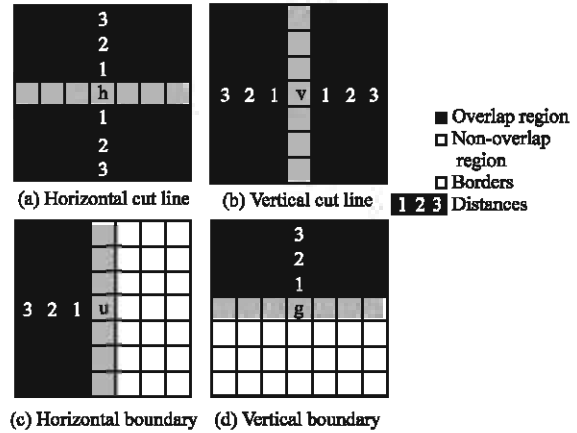 3
2
1
h
1
2
3
(a) Horizontal cut line
3 2 1 v 1 2 3
(b) Vertical cut line
Overlap region
Non-overlap
region
Borders
1 2 3 Distances
3 2 1 u
(c) Horizontal boundary
3
2
1
g
(d) Vertical boundary